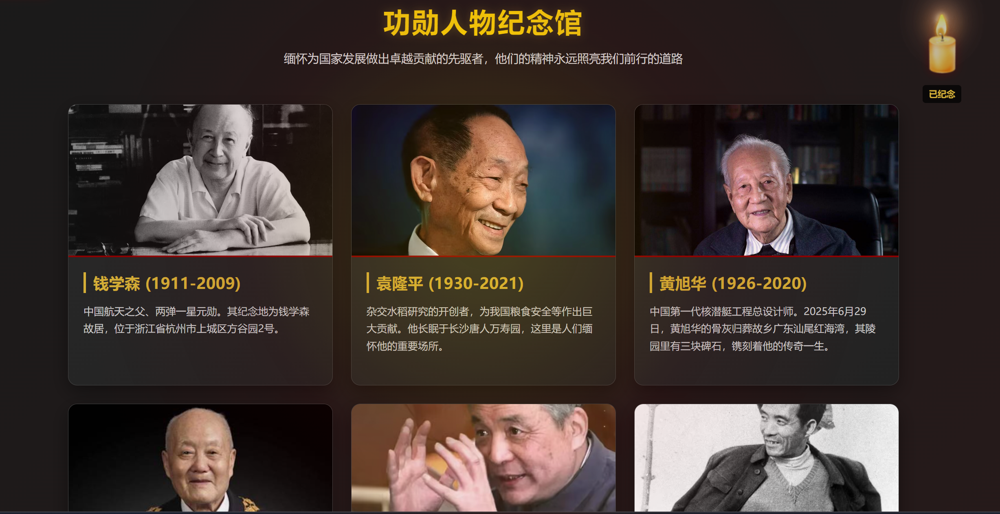 功勋人物纪念馆
缅怀为国家发展做出卓越贡献的先驱者，他们的精神永远照亮我们前行的道路
已纪念
钱学森 (1911-2009)
中国航天之父、两弹一星元勋。其纪念地为钱学森
故居，位于浙江省杭州市上城区方谷园2号。
袁隆平 (1930-2021)
杂交水稻研究的开创者，为我国粮食安全等作出巨
大贡献。他长眠于长沙唐人万寿园，这里是人们缅
怀他的重要场所。
黄旭华 (1926-2020)
中国第一代核潜艇工程总设计师。2025年6月29
日，黄旭华的骨灰归葬故乡广东汕尾红海湾，其陵
园里有三块碑石，镌刻着他的传奇一生。